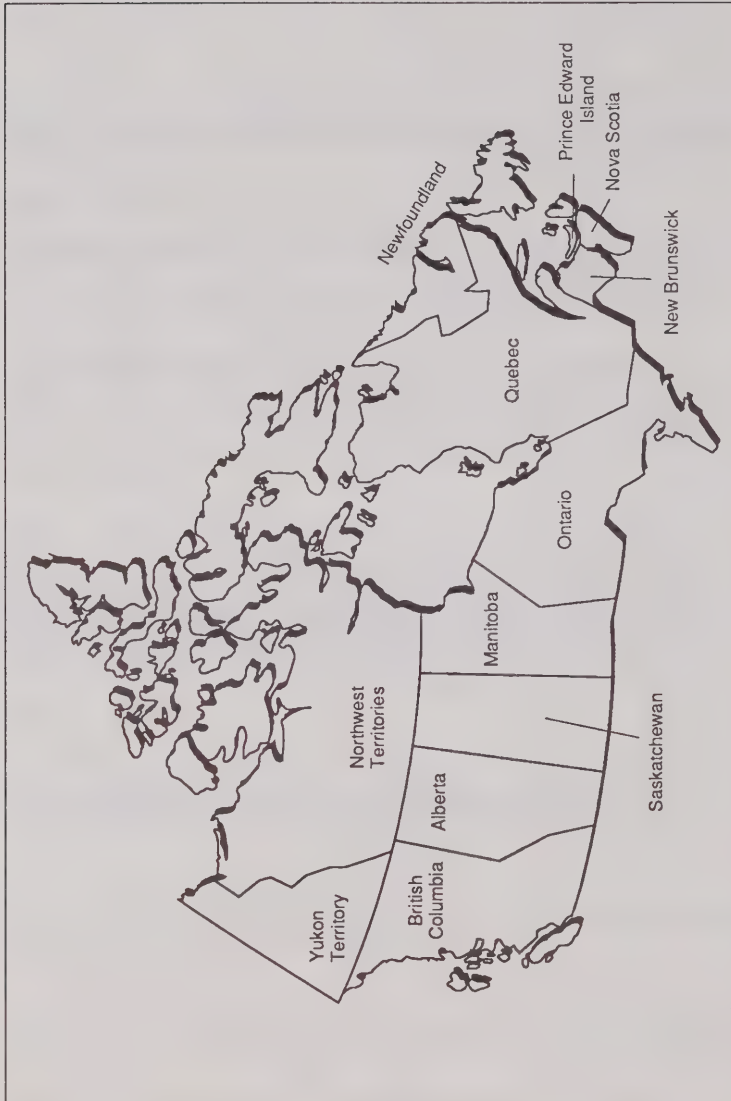 Yukon
Territory
Northwest
Territories
British
Columbia
Alberta
Saskatchewan
Manitoba
Ontario
Quebec
Newfoundland
Prince Edward
Island
Nova Scotia
New Brunswick